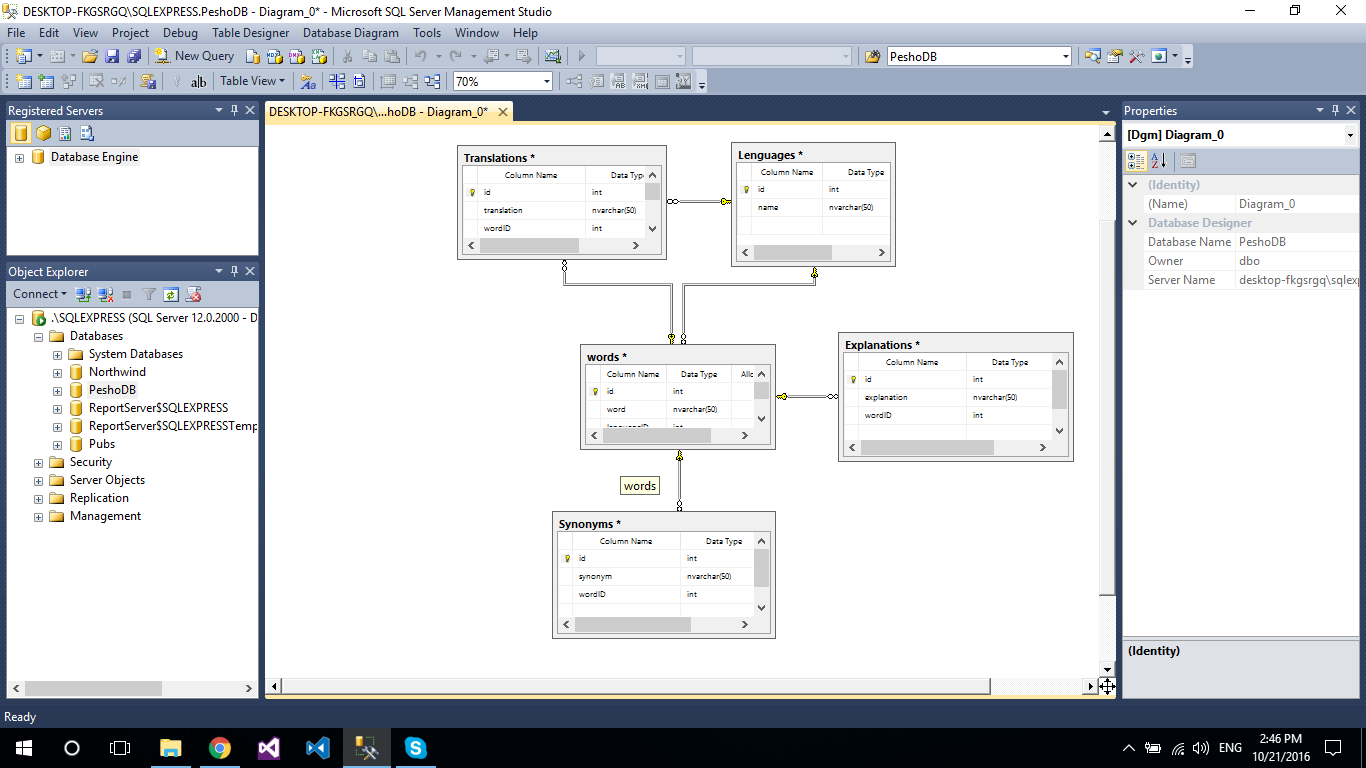 DESKTOP-FKGSRGQ\SQLEXPRESS.PeshoDB - Diagram_0* - Microsoft SQL Server Management Studio
File Edit View Project Debug Table Designer Database Diagram Tools Window Help
New Query PeshoDB
ab Table View 70%
Registered Servers
Database Engine
Object Explorer
Connect
.\SQLEXPRESS (SQL Server 12.0.2000 - D
Databases
System Databases
Northwind
PeshoDB
ReportServer$SQLEXPRESS
ReportServer$SQLEXPRESSTemp
Pubs
Security
Server Objects
Replication
Management
DESKTOP-FKGSRGQ\...hoDB - Diagram_0*
Translations *
Column Name Data Typ
id int
translation nvarchar(50)
wordID int
Lenguages *
Column Name Data Type
id int
name nvarchar(50)
words *
Column Name Data Type Allo
id int
word nvarchar(50)
Explanations *
Column Name Data Type
id int
explanation nvarchar(50)
wordID int
words
Synonyms *
Column Name Data Type
id int
synonym nvarchar(50)
wordID int
Properties
[Dgm] Diagram_0
(Identity)
(Name) Diagram_0
Database Designer
Database Name PeshoDB
Owner dbo
Server Name desktop-fkgsrgq\sqlexp
(Identity)
Ready
ENG
2:46 PM
10/21/2016